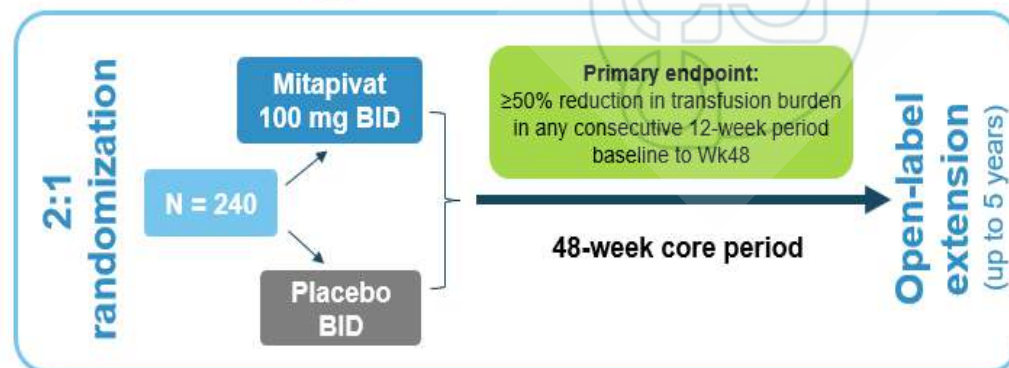 2:1
randomization
N = 240
Mitapivat
100 mg BID
Placebo
BID
Primary endpoint:
≥50% reduction in transfusion burden
in any consecutive 12-week period
baseline to Wk48
48-week core period
Open-label
extension
(up to 5 years)